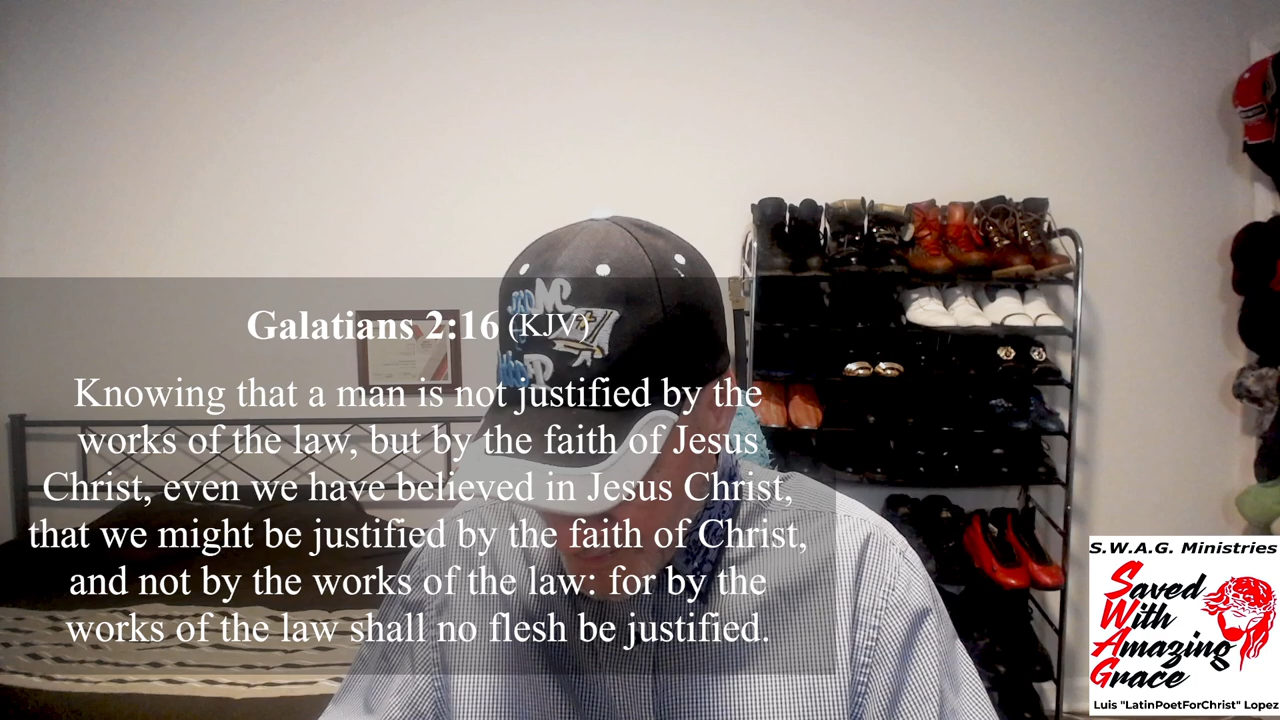 Galatians 2:16 (KJV)
Knowing that a man is not justified by the
works of the law, but by the faith of Jesus
Christ, even we have believed in Jesus Christ,
that we might be justified by the faith of Christ,
and not by the works of the law: for by the
works of the law shall no flesh be justified.
S.W.A.G. Ministries
Saved
With
Amazing
Grace
Luis "LatinPoetForChrist" Lopez